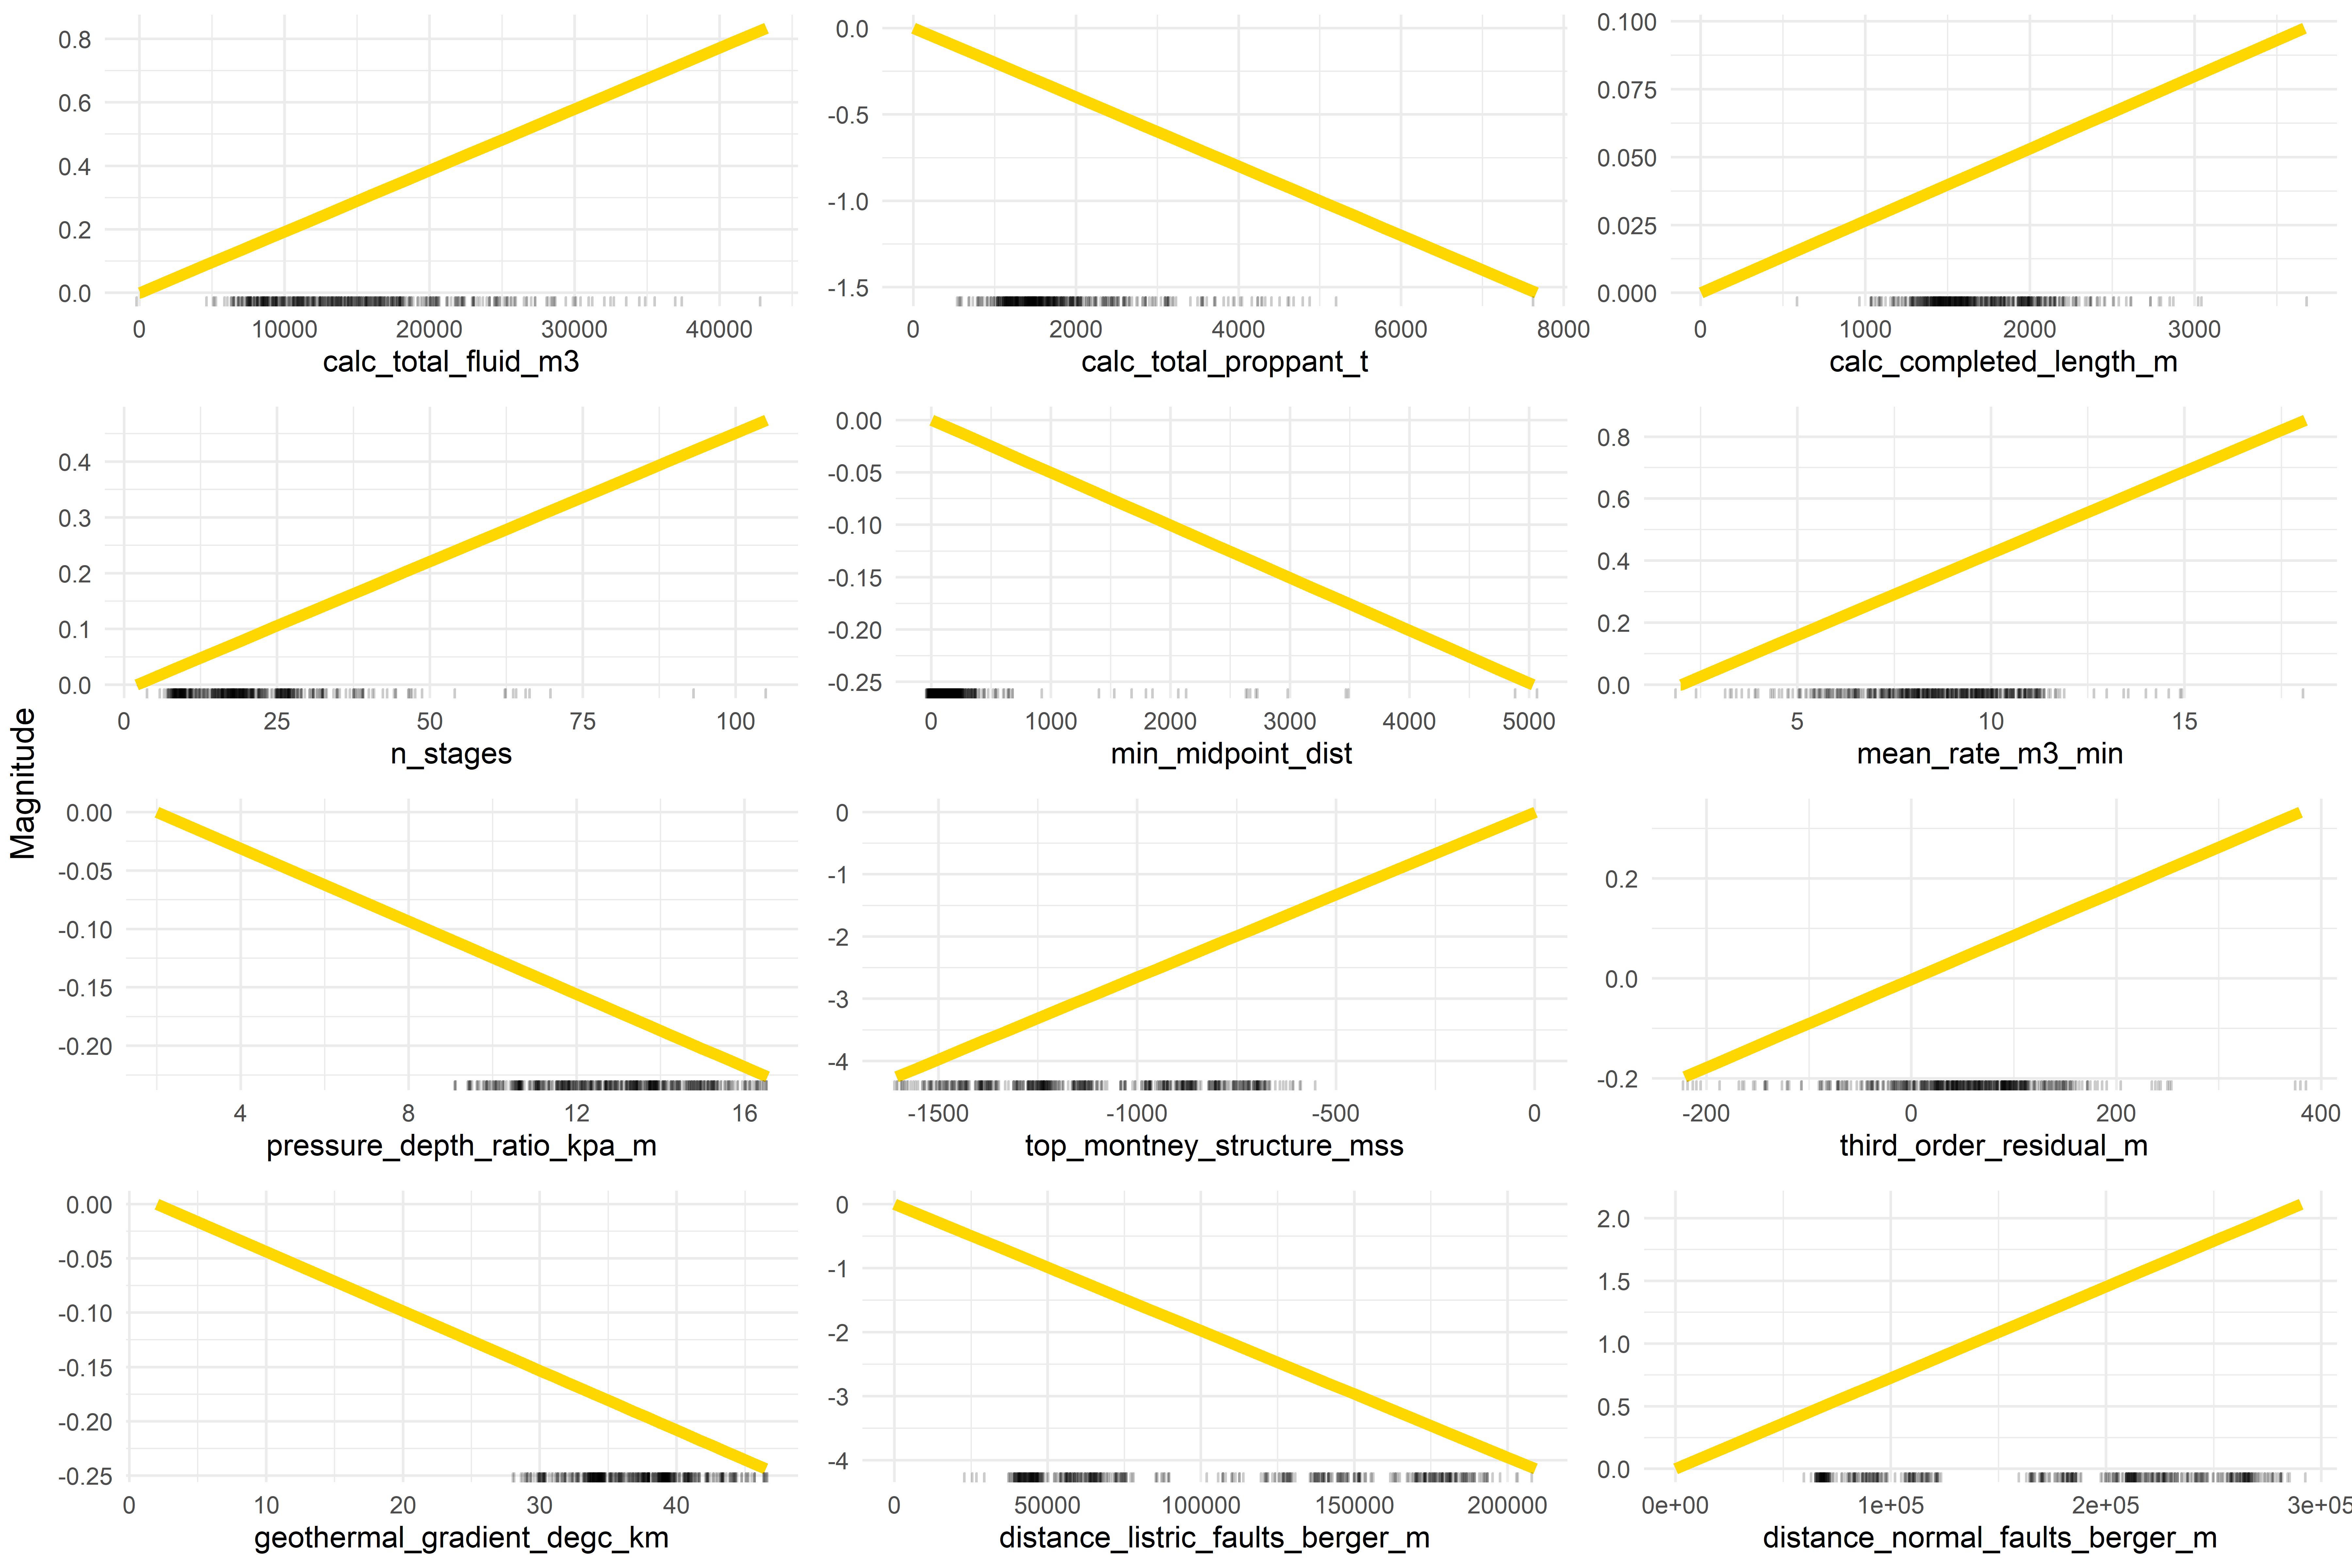 Magnitude
0.8
0.6
0.4
0.2
0.0
0 10000 20000 30000 40000
calc_total_fluid_m3
0.0
-0.5
-1.0
-1.5
0 2000 4000 6000 8000
calc_total_proppant_t
0.100
0.075
0.050
0.025
0.000
0 1000 2000 3000
calc_completed_length_m
0.4
0.3
0.2
0.1
0.0
0 25 50 75 100
n_stages
0.00
-0.05
-0.10
-0.15
-0.20
-0.25
0 1000 2000 3000 4000 5000
min_midpoint_dist
0.8
0.6
0.4
0.2
0.0
5 10 15
mean_rate_m3_min
0.00
-0.05
-0.10
-0.15
-0.20
4 8 12 16
pressure_depth_ratio_kpa_m
0
-1
-2
-3
-4
-1500 -1000 -500 0
top_montney_structure_mss
0.2
0.0
-0.2
-200 0 200 400
third_order_residual_m
0.00
-0.05
-0.10
-0.15
-0.20
-0.25
0 10 20 30 40
geothermal_gradient_degc_km
0
-1
-2
-3
-4
0 50000 100000 150000 200000
distance_listric_faults_berger_m
2.0
1.5
1.0
0.5
0.0
0e+00 1e+05 2e+05 3e+05
distance_normal_faults_berger_m